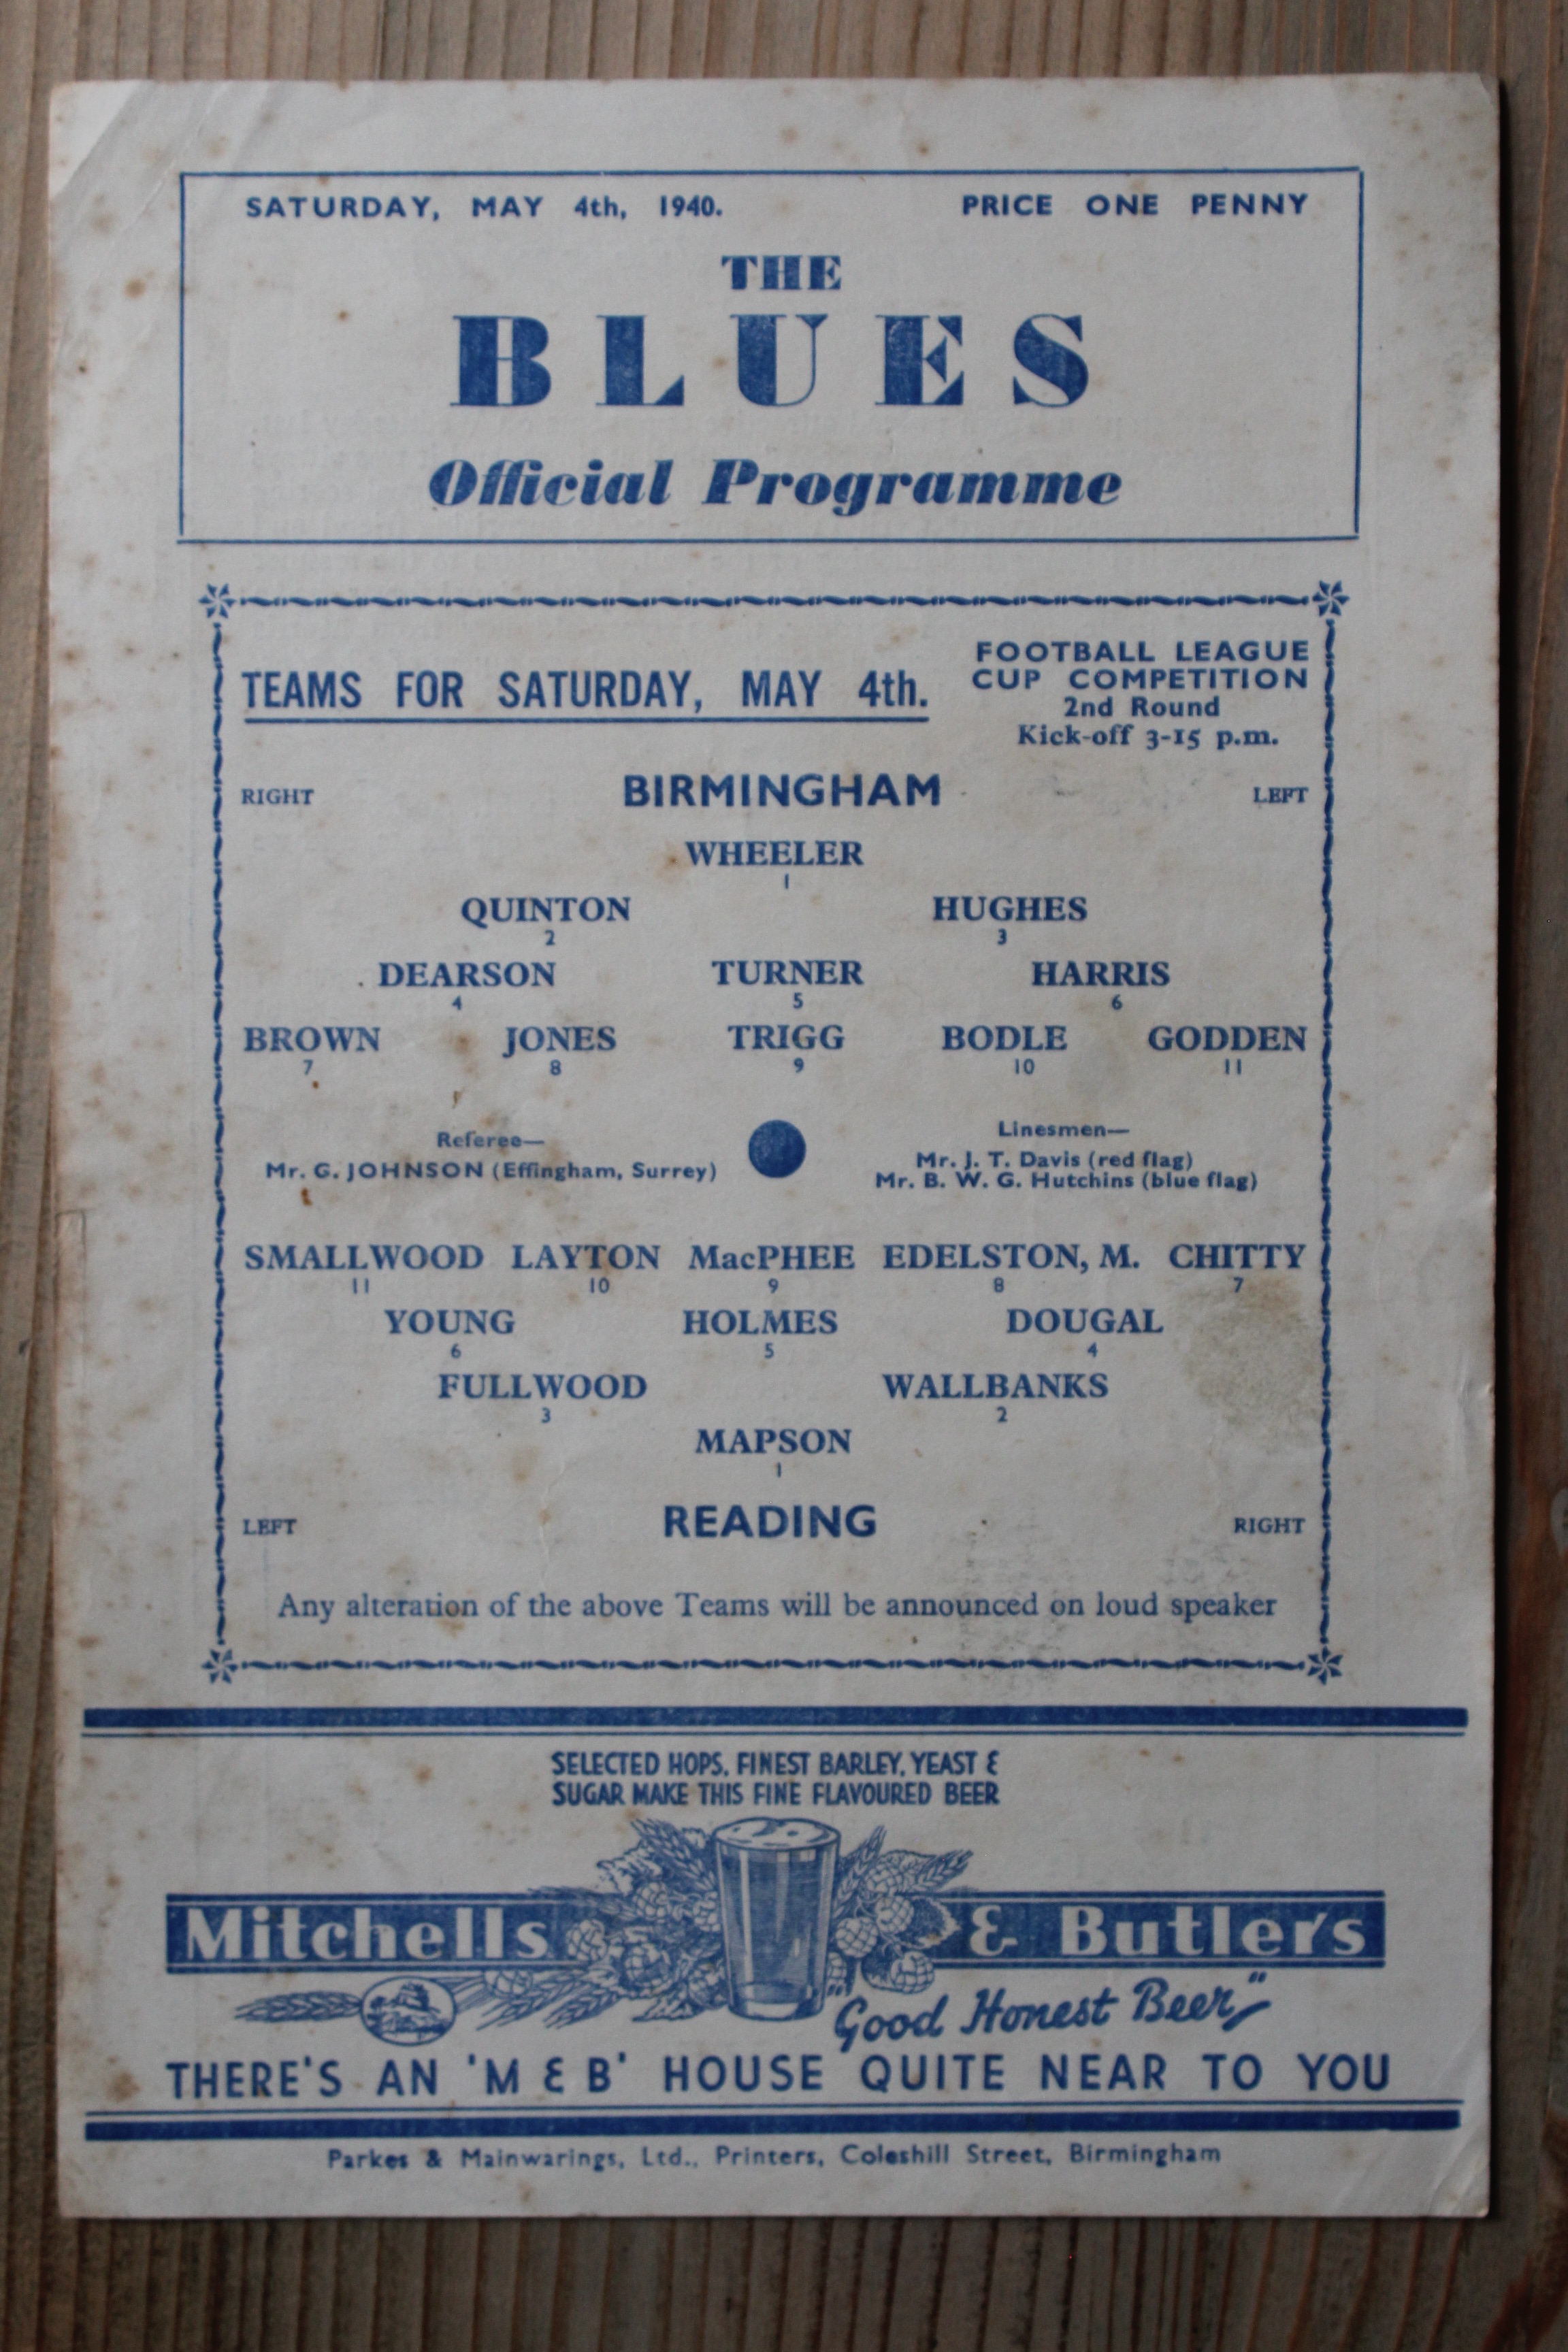 SATURDAY, MAY 4th, 1940. PRICE ONE PENNY
THE
BLUES
Official Programme
TEAMS FOR SATURDAY, MAY 4th.
FOOTBALL LEAGUE
CUP COMPETITION
2nd Round
Kick-off 3-15 p.m.
RIGHT BIRMINGHAM LEFT
WHEELER
1
QUINTON HUGHES
2 3
DEARSON TURNER HARRIS
4 5 6
BROWN JONES TRIGG BODLE GODDEN
7 8 9 10 11
Referee—
Mr. G. JOHNSON (Effingham, Surrey)
Linesmen—
Mr. J. T. Davis (red flag)
Mr. B. W. G. Hutchins (blue flag)
SMALLWOOD LAYTON MacPHEE EDELSTON, M. CHITTY
11 10 9 8 7
YOUNG HOLMES DOUGAL
6 5 4
FULLWOOD WALLBANKS
3 2
MAPSON
1
LEFT READING RIGHT
Any alteration of the above Teams will be announced on loud speaker
SELECTED HOPS, FINEST BARLEY, YEAST &
SUGAR MAKE THIS FINE FLAVOURED BEER
Mitchells & Butlers
"Good Honest Beer"
THERE'S AN 'M & B' HOUSE QUITE NEAR TO YOU
Parkes & Mainwarings, Ltd., Printers, Coleshill Street, Birmingham